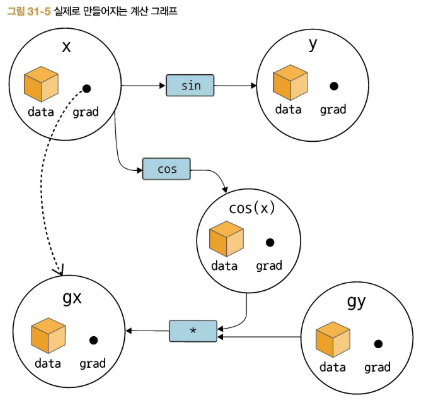 그림 31-5 실제로 만들어지는 계산 그래프
x
data grad
sin
y
data grad
cos
cos(x)
data grad
gx
data grad
*
gy
data grad